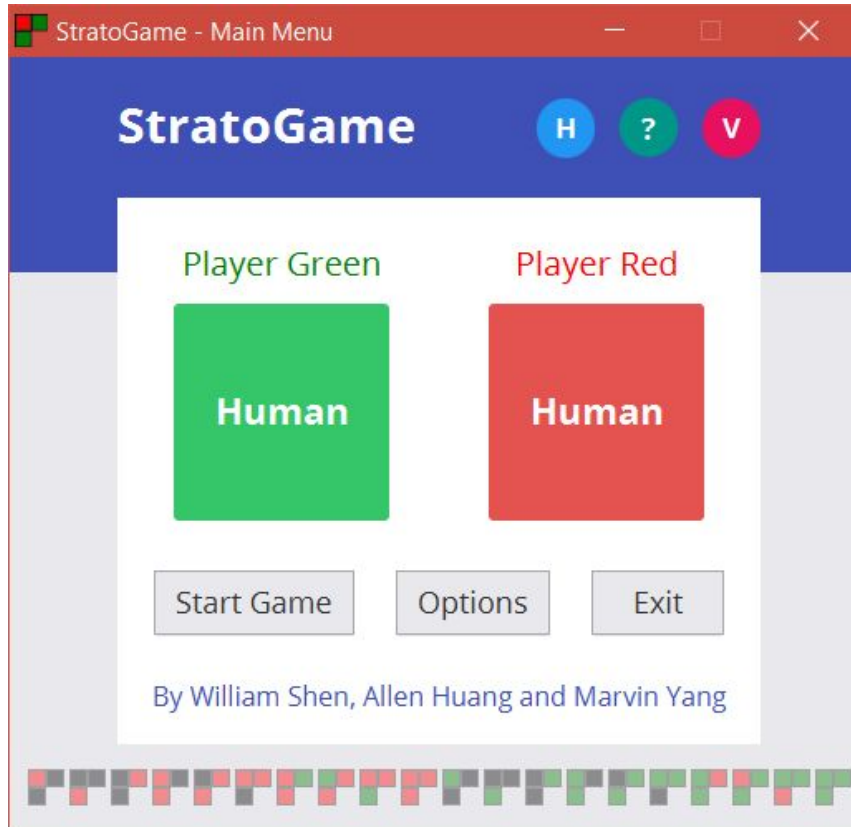 StratoGame - Main Menu
StratoGame H ? V
Player Green Player Red
Human Human
Start Game Options Exit
By William Shen, Allen Huang and Marvin Yang